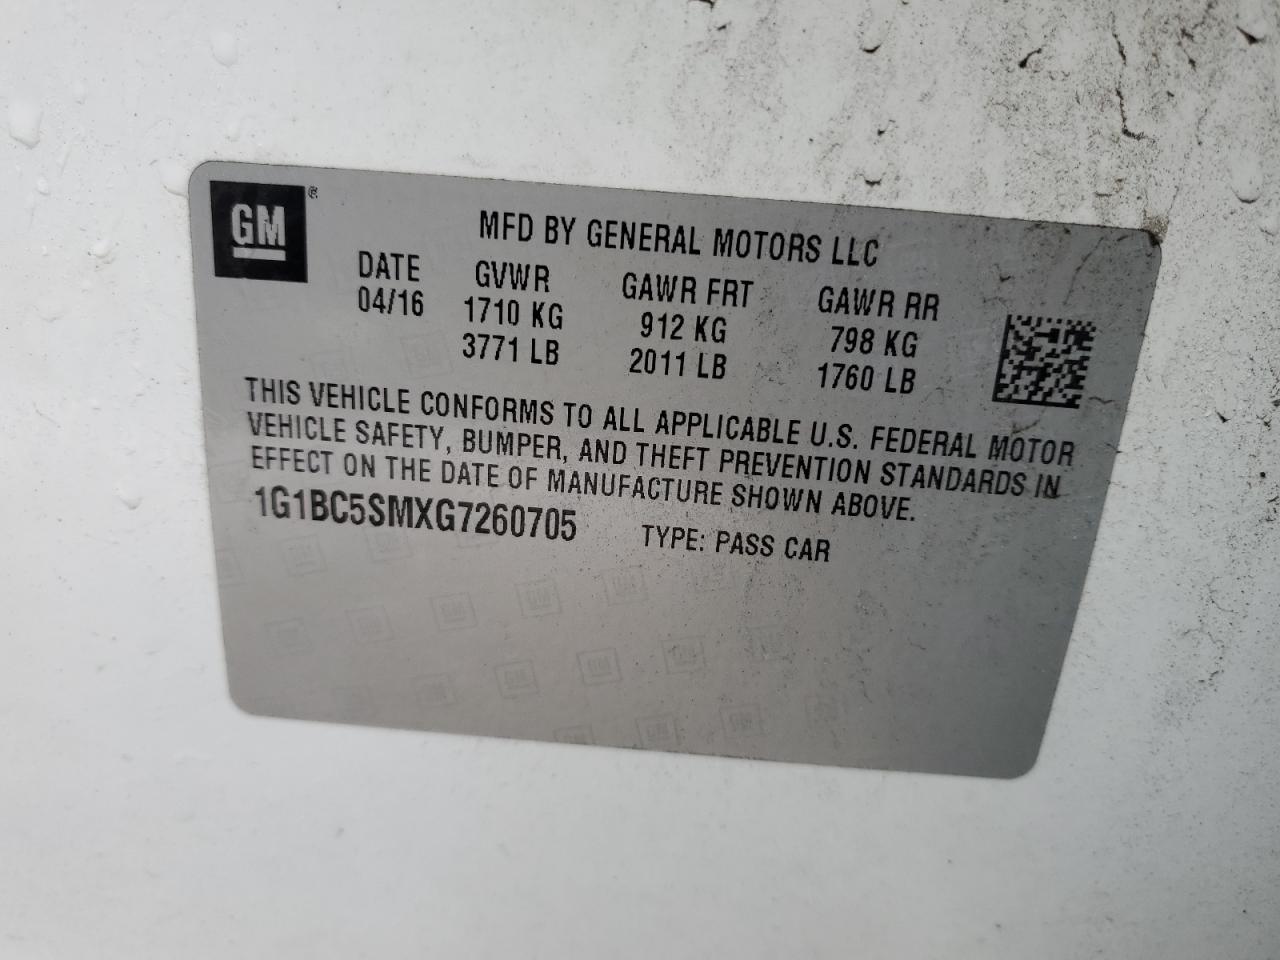 GM ®
MFD BY GENERAL MOTORS LLC
DATE GVWR GAWR FRT GAWR RR
04/16 1710 KG 912 KG 798 KG
3771 LB 2011 LB 1760 LB
THIS VEHICLE CONFORMS TO ALL APPLICABLE U.S. FEDERAL MOTOR
VEHICLE SAFETY, BUMPER, AND THEFT PREVENTION STANDARDS IN
EFFECT ON THE DATE OF MANUFACTURE SHOWN ABOVE.
1G1BC5SMXG7260705 TYPE: PASS CAR